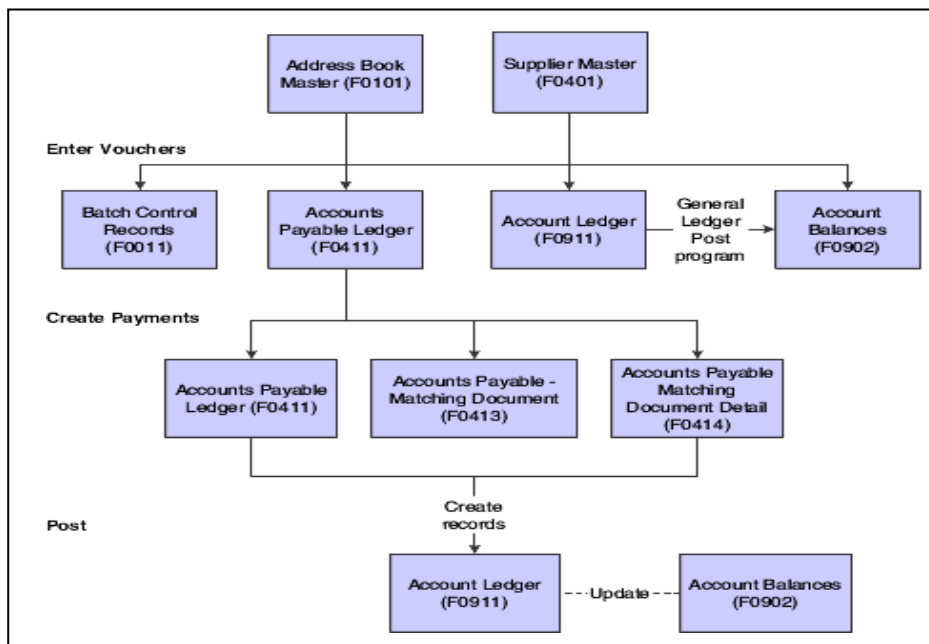 Address Book
Master (F0101)
Supplier Master
(F0401)
Enter Vouchers
Batch Control
Records
(F0011)
Accounts
Payable Ledger
(F0411)
Account Ledger
(F0911)
General
Ledger
Post
program
Account
Balances
(F0902)
Create Payments
Accounts Payable
Ledger (F0411)
Accounts Payable -
Matching Document
(F0413)
Accounts Payable
Matching
Document Detail
(F0414)
Create
records
Post
Account Ledger
(F0911)
Update
Account Balances
(F0902)